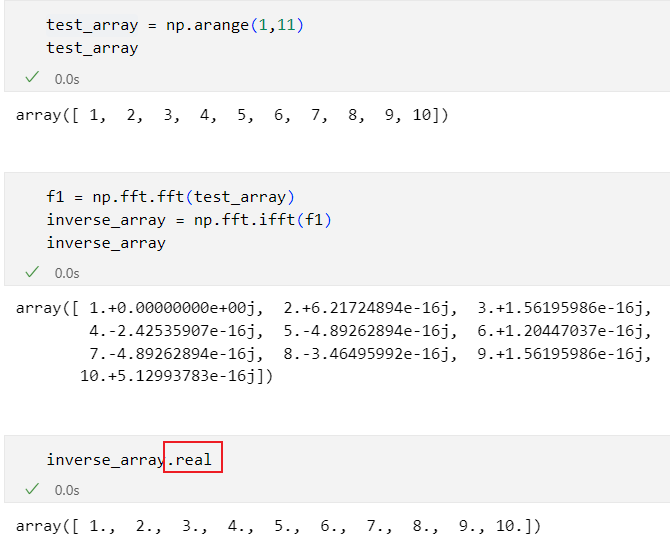 test_array = np.arange(1,11)
test_array
0.0s
array([ 1,  2,  3,  4,  5,  6,  7,  8,  9, 10])
f1 = np.fft.fft(test_array)
inverse_array = np.fft.ifft(f1)
inverse_array
0.0s
array([ 1.+0.00000000e+00j,  2.+6.21724894e-16j,  3.+1.56195986e-16j,
        4.-2.42535907e-16j,  5.-4.89262894e-16j,  6.+1.20447037e-16j,
        7.-4.89262894e-16j,  8.-3.46495992e-16j,  9.+1.56195986e-16j,
       10.+5.12993783e-16j])
inverse_array.real
0.0s
array([ 1.,  2.,  3.,  4.,  5.,  6.,  7.,  8.,  9., 10.])